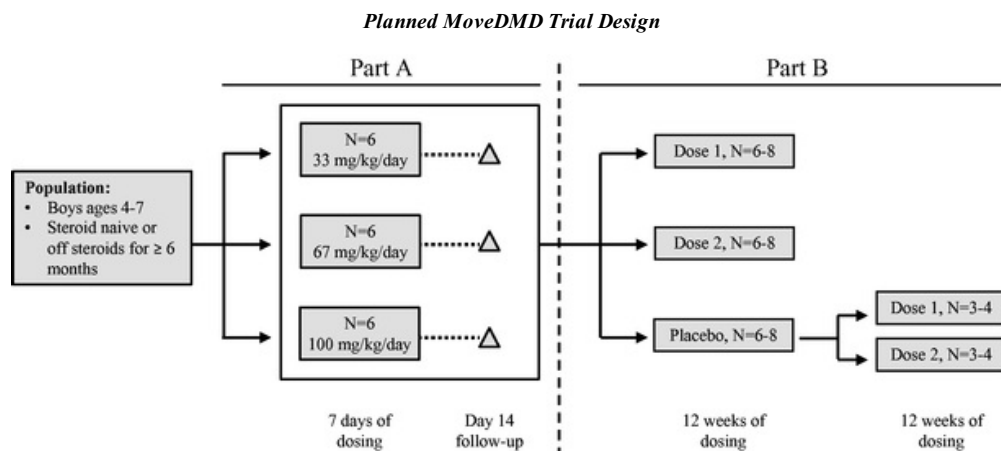 Planned MoveDMD Trial Design
Part A
Part B
Population:
• Boys ages 4-7
• Steroid naive or
off steroids for ≥ 6
months
N=6
33 mg/kg/day
N=6
67 mg/kg/day
N=6
100 mg/kg/day
Dose 1, N=6-8
Dose 2, N=6-8
Placebo, N=6-8
Dose 1, N=3-4
Dose 2, N=3-4
7 days of
dosing
Day 14
follow-up
12 weeks of
dosing
12 weeks of
dosing